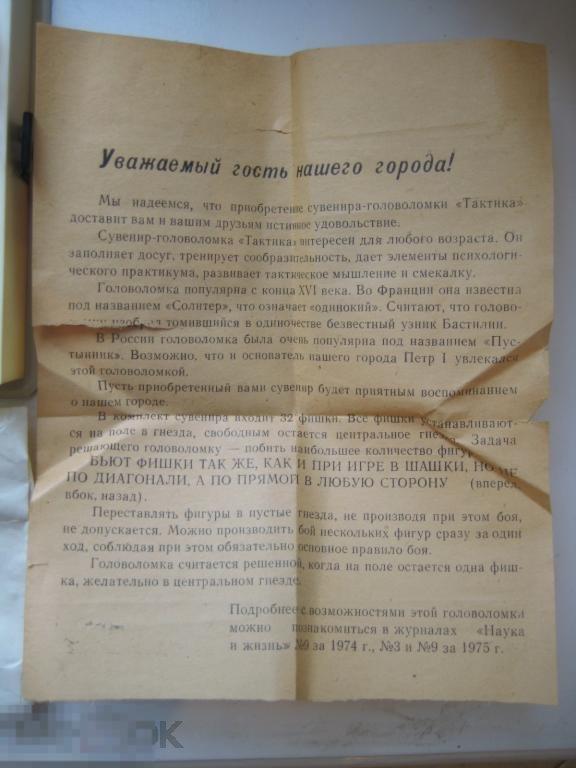 Уважаемый гость нашего города!
Мы надеемся, что приобретение сувенира-головоломки «Тактика»
доставит вам и вашим друзьям истинное удовольствие.
Сувенир-головоломка «Тактика» интересен для любого возраста. Он
заполняет досуг, тренирует сообразительность, дает элементы психологи-
ческого практикума, развивает тактическое мышление и смекалку.
Головоломка популярна с конца XVI века. Во Франции она известна
под названием «Солитер», что означает «одинокий». Считают, что голово-
изобрел томившийся в одиночестве безвестный узник Бастилии.
В России головоломка была очень популярна под названием «Пус-
тынник». Возможно, что и основатель нашего города Петр I увлекался
этой головоломкой.
Пусть приобретенный вами сувенир будет приятным воспоминанием
о нашем городе.
В комплект сувенира входит 32 фишки. Все фишки устанавливают-
ся на поле в гнезда, свободным остается центральное гнездо. Задача
решающего головоломку — побить наибольшее количество фигур
БЬЮТ ФИШКИ ТАК ЖЕ, КАК И ПРИ ИГРЕ В ШАШКИ, НО НЕ
ПО ДИАГОНАЛИ, А ПО ПРЯМОЙ В ЛЮБУЮ СТОРОНУ (вперед,
вбок, назад).
Переставлять фигуры в пустые гнезда, не производя при этом боя,
не допускается. Можно производить бой нескольких фигур сразу за один
ход, соблюдая при этом обязательно основное правило боя.
Головоломка считается решенной, когда на поле остается одна фиш-
ка, желательно в центральном гнезде.
Подробнее с возможностями этой головоломки
можно познакомиться в журналах «Наука
и жизнь» №9 за 1974 г., №3 и №9 за 1975 г.